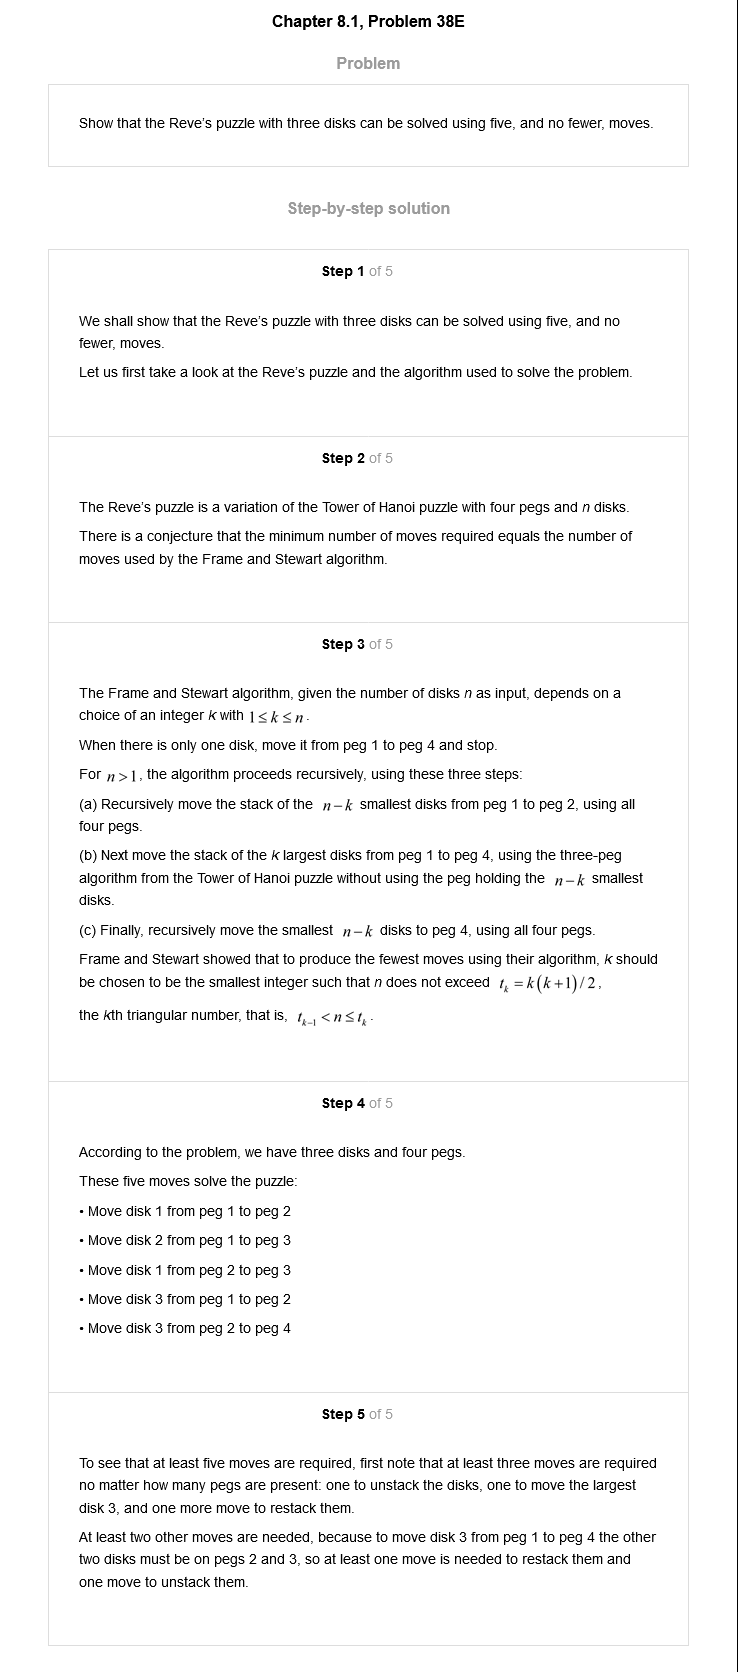 Chapter 8.1, Problem 38E
Problem
Show that the Reve's puzzle with three disks can be solved using five, and no fewer, moves.
Step-by-step solution
Step 1 of 5
We shall show that the Reve's puzzle with three disks can be solved using five, and no
fewer, moves.
Let us first take a look at the Reve's puzzle and the algorithm used to solve the problem.
Step 2 of 5
The Reve's puzzle is a variation of the Tower of Hanoi puzzle with four pegs and n disks.
There is a conjecture that the minimum number of moves required equals the number of
moves used by the Frame and Stewart algorithm.
Step 3 of 5
The Frame and Stewart algorithm, given the number of disks n as input, depends on a
choice of an integer k with 1 ≤ k ≤ n.
When there is only one disk, move it from peg 1 to peg 4 and stop.
For n > 1, the algorithm proceeds recursively, using these three steps:
(a) Recursively move the stack of the n − k smallest disks from peg 1 to peg 2, using all
four pegs.
(b) Next move the stack of the k largest disks from peg 1 to peg 4, using the three-peg
algorithm from the Tower of Hanoi puzzle without using the peg holding the n − k smallest
disks.
(c) Finally, recursively move the smallest n − k disks to peg 4, using all four pegs.
Frame and Stewart showed that to produce the fewest moves using their algorithm, k should
be chosen to be the smallest integer such that n does not exceed t_k = k(k+1)/2,
the kth triangular number, that is, t_{k−1} < n ≤ t_k.
Step 4 of 5
According to the problem, we have three disks and four pegs.
These five moves solve the puzzle:
• Move disk 1 from peg 1 to peg 2
• Move disk 2 from peg 1 to peg 3
• Move disk 1 from peg 2 to peg 3
• Move disk 3 from peg 1 to peg 2
• Move disk 3 from peg 2 to peg 4
Step 5 of 5
To see that at least five moves are required, first note that at least three moves are required
no matter how many pegs are present: one to unstack the disks, one to move the largest
disk 3, and one more move to restack them.
At least two other moves are needed, because to move disk 3 from peg 1 to peg 4 the other
two disks must be on pegs 2 and 3, so at least one move is needed to restack them and
one move to unstack them.